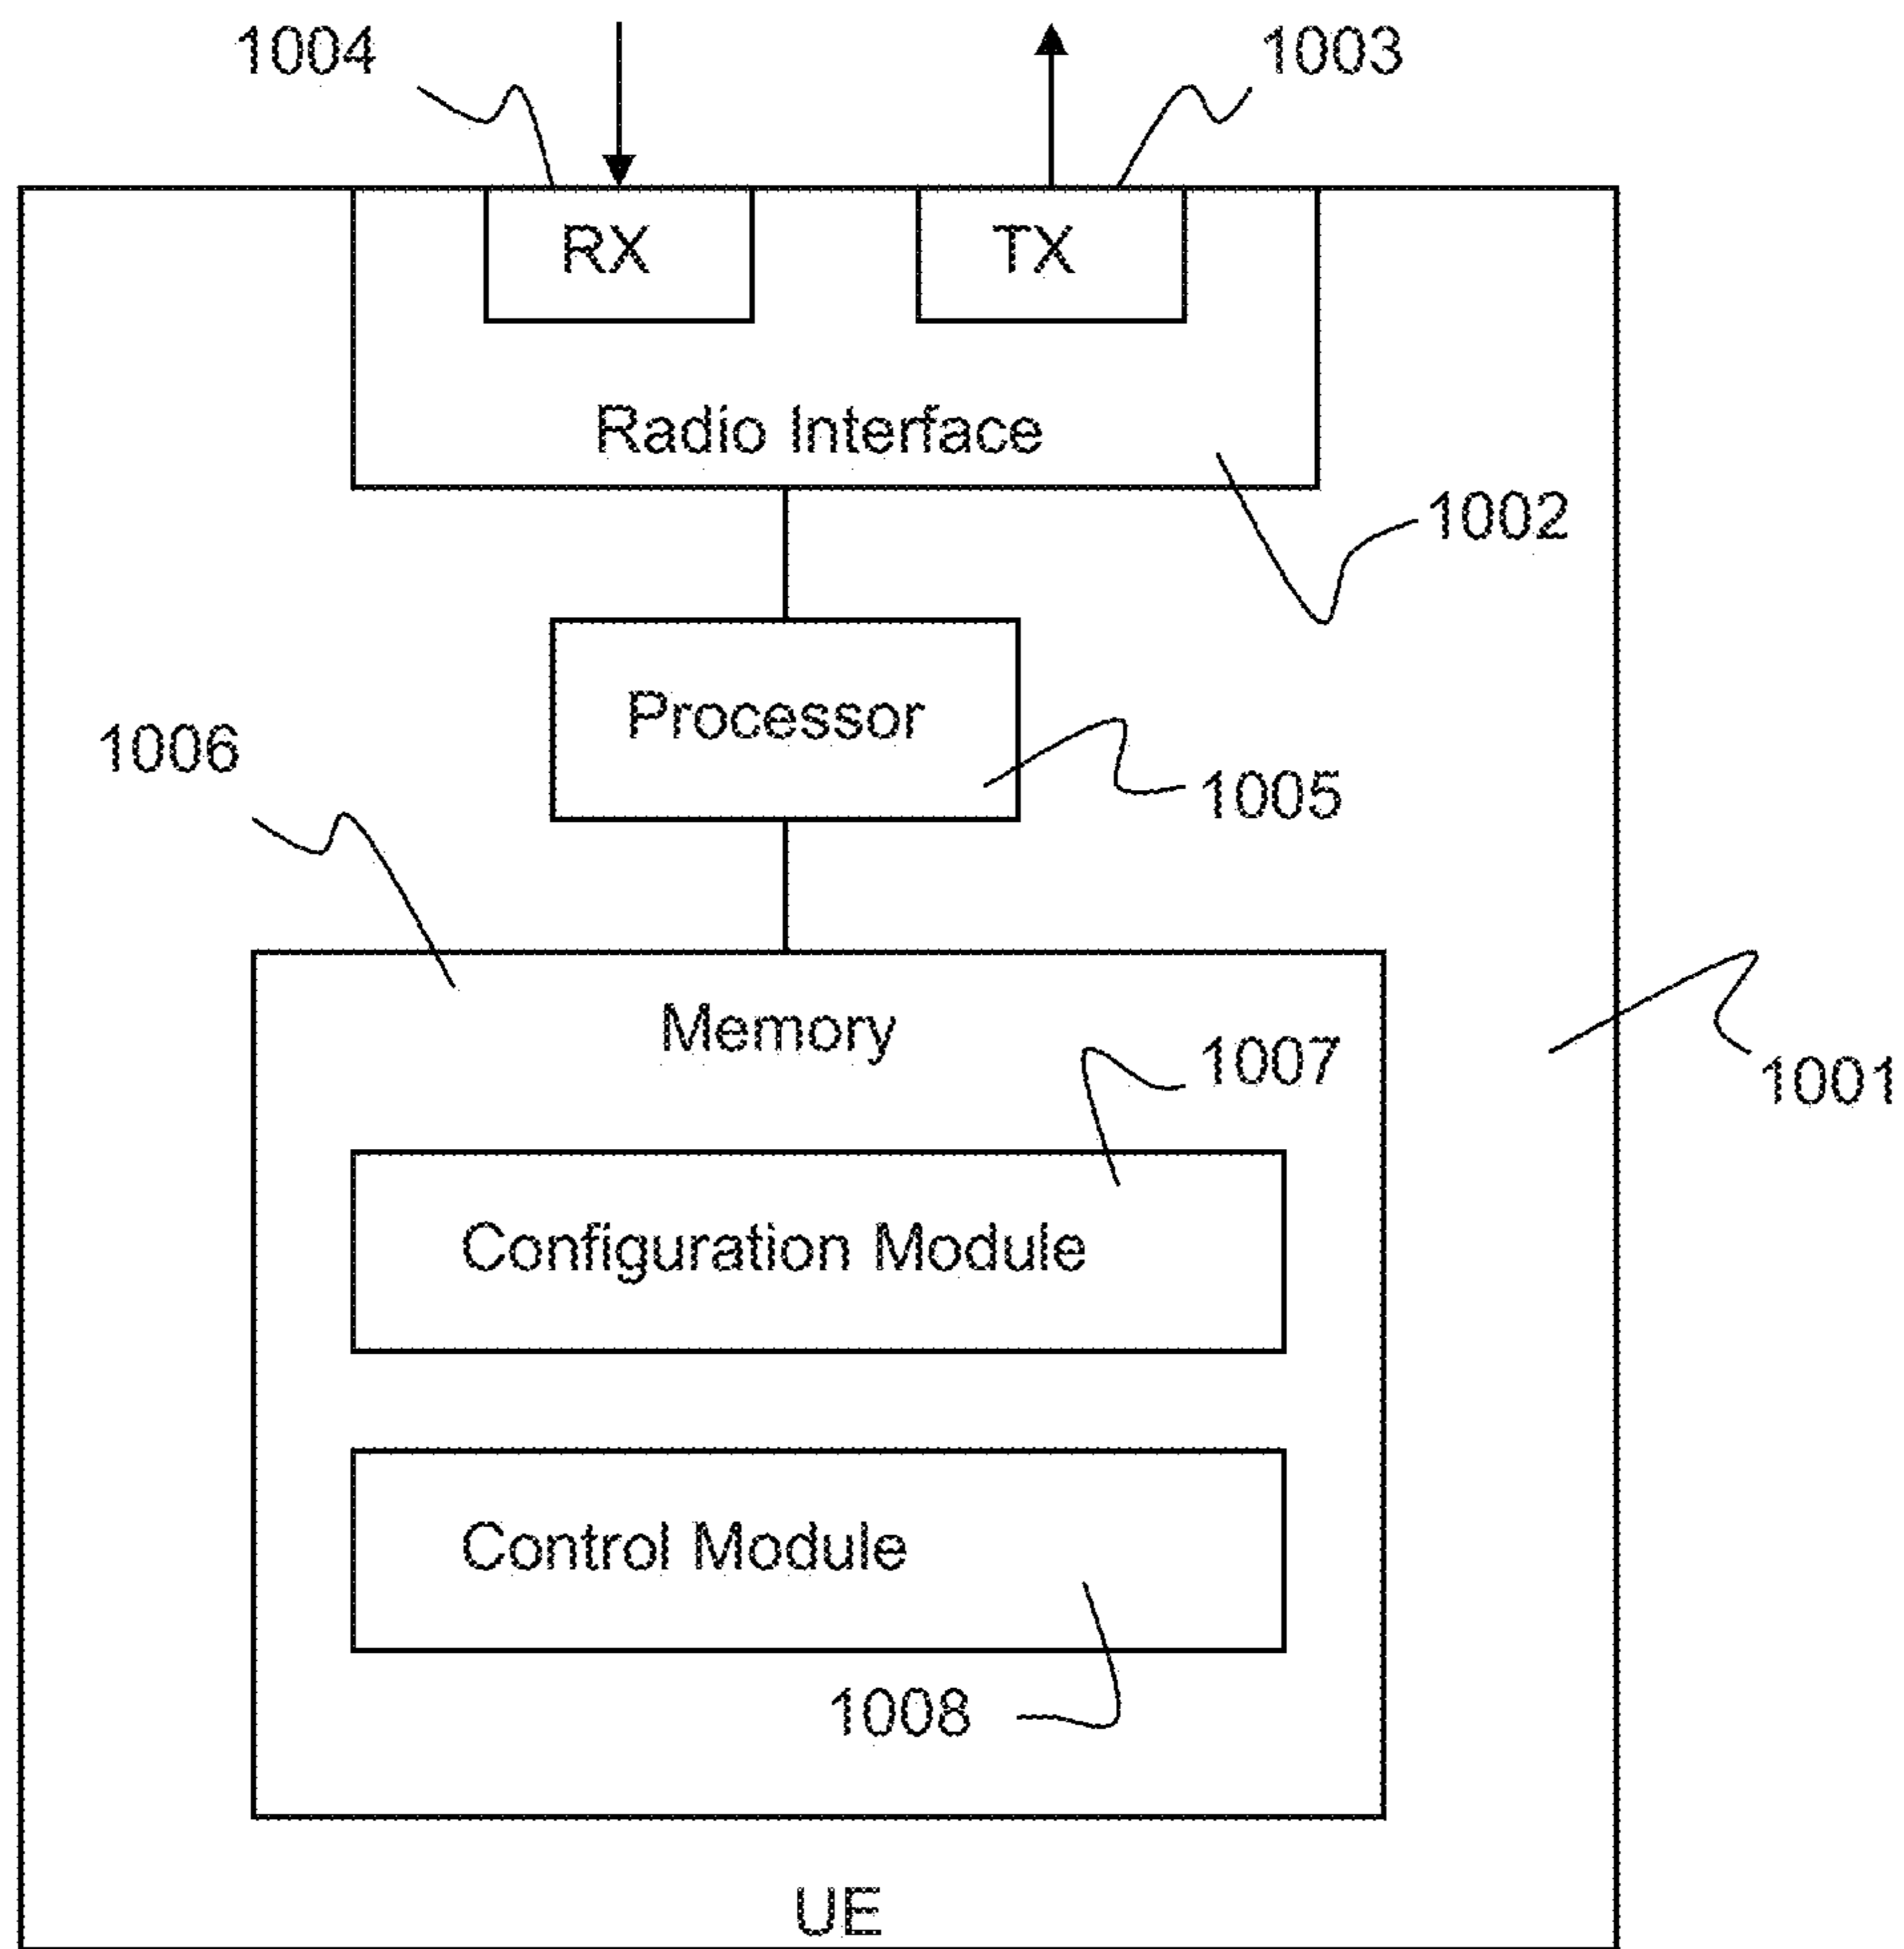 1004
1003
RX
TX
Radio Interface
1002
Processor
1006
1005
Memory
1007
1001
Configuration Module
Control Module
1008
UE